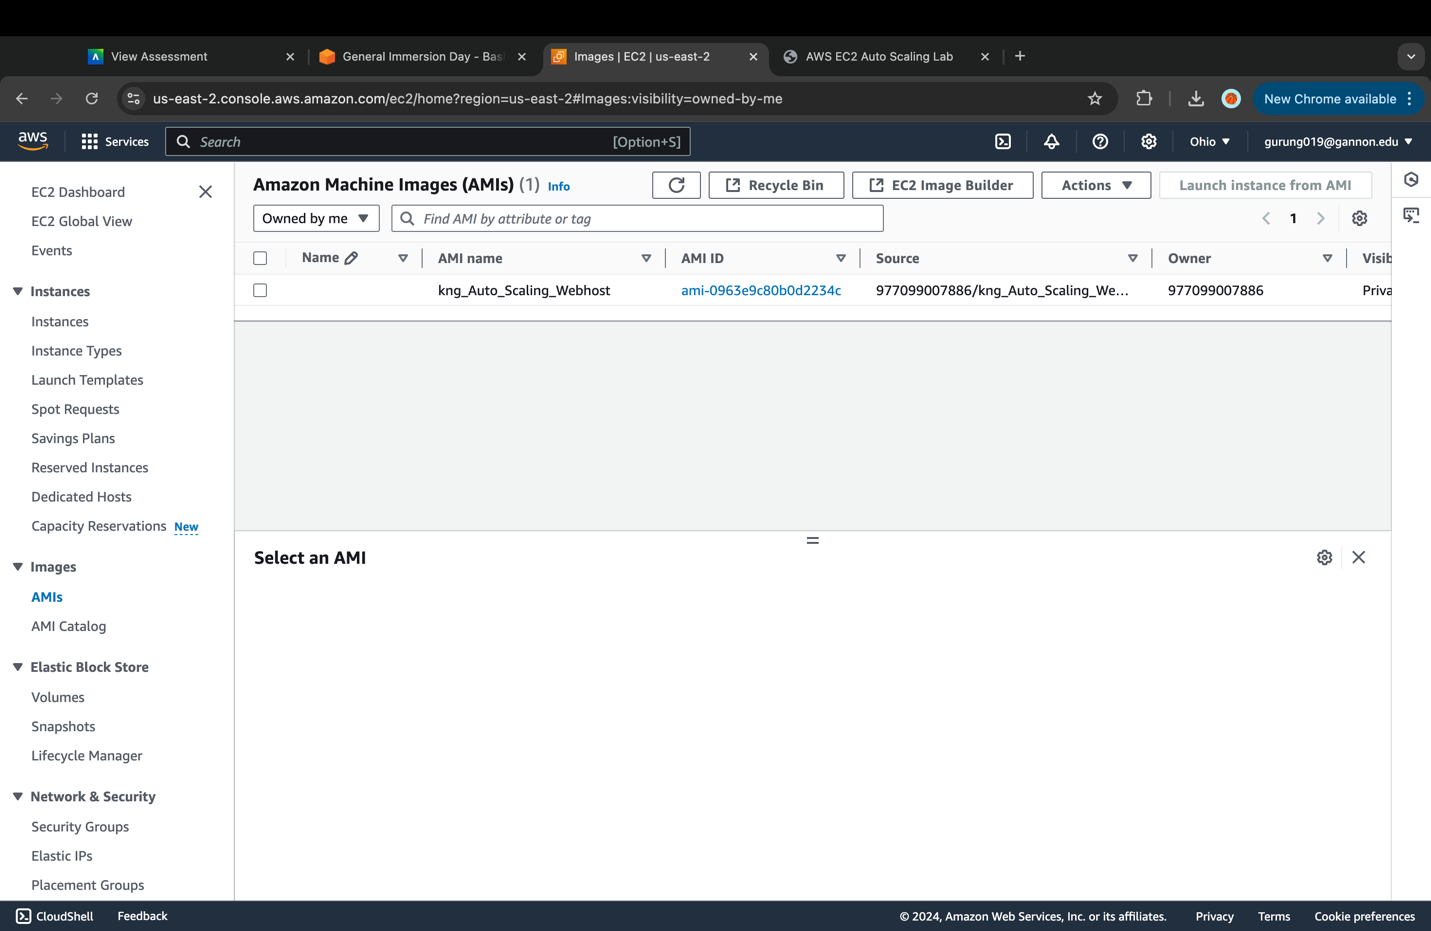 View Assessment
General Immersion Day - Bas
Images | EC2 | us-east-2
AWS EC2 Auto Scaling Lab
us-east-2.console.aws.amazon.com/ec2/home?region=us-east-2#Images:visibility=owned-by-me
New Chrome available
aws
Services
Search
[Option+S]
Ohio
gurung019@gannon.edu
EC2 Dashboard
EC2 Global View
Events
Instances
Instances
Instance Types
Launch Templates
Spot Requests
Savings Plans
Reserved Instances
Dedicated Hosts
Capacity Reservations New
Images
AMIs
AMI Catalog
Elastic Block Store
Volumes
Snapshots
Lifecycle Manager
Network & Security
Security Groups
Elastic IPs
Placement Groups
Amazon Machine Images (AMIs) (1) Info
Recycle Bin
EC2 Image Builder
Actions
Launch instance from AMI
Owned by me
Find AMI by attribute or tag
1
Name
AMI name
AMI ID
Source
Owner
Visib
kng_Auto_Scaling_Webhost
ami-0963e9c80b0d2234c
977099007886/kng_Auto_Scaling_We...
977099007886
Priva
Select an AMI
CloudShell
Feedback
© 2024, Amazon Web Services, Inc. or its affiliates.
Privacy
Terms
Cookie preferences